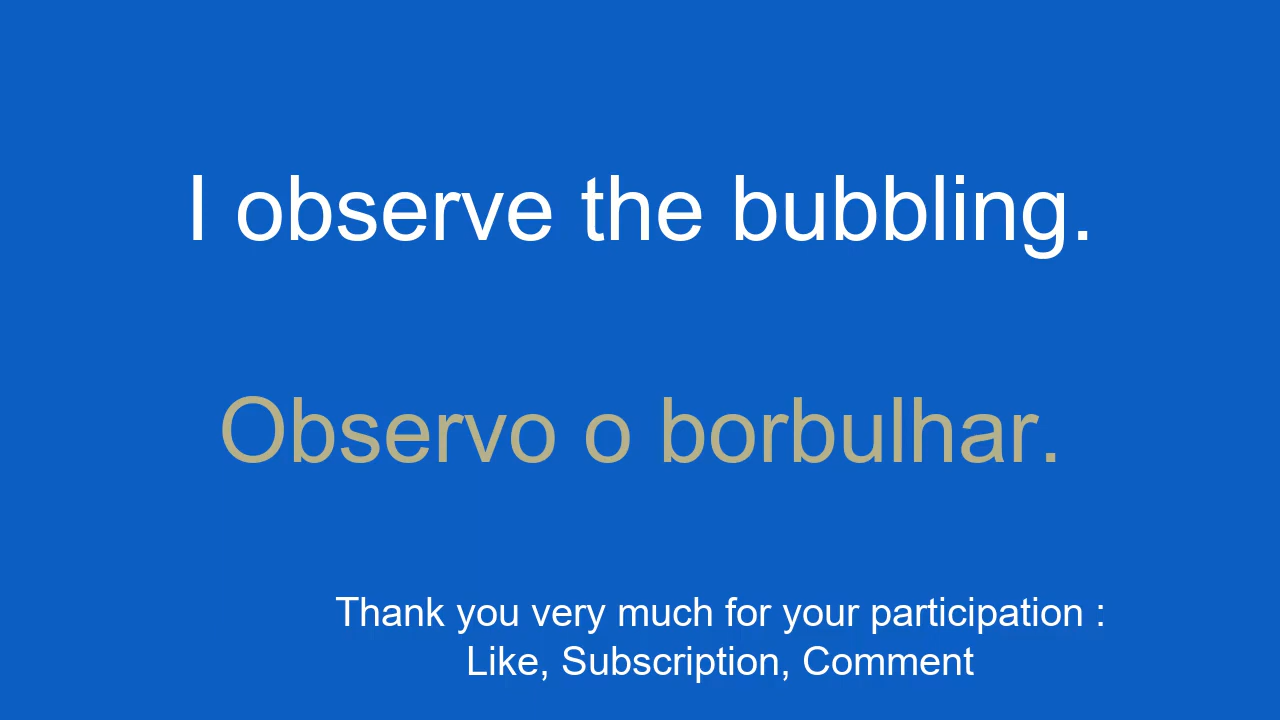 I observe the bubbling.
Observo o borbulhar.
Thank you very much for your participation :
Like, Subscription, Comment